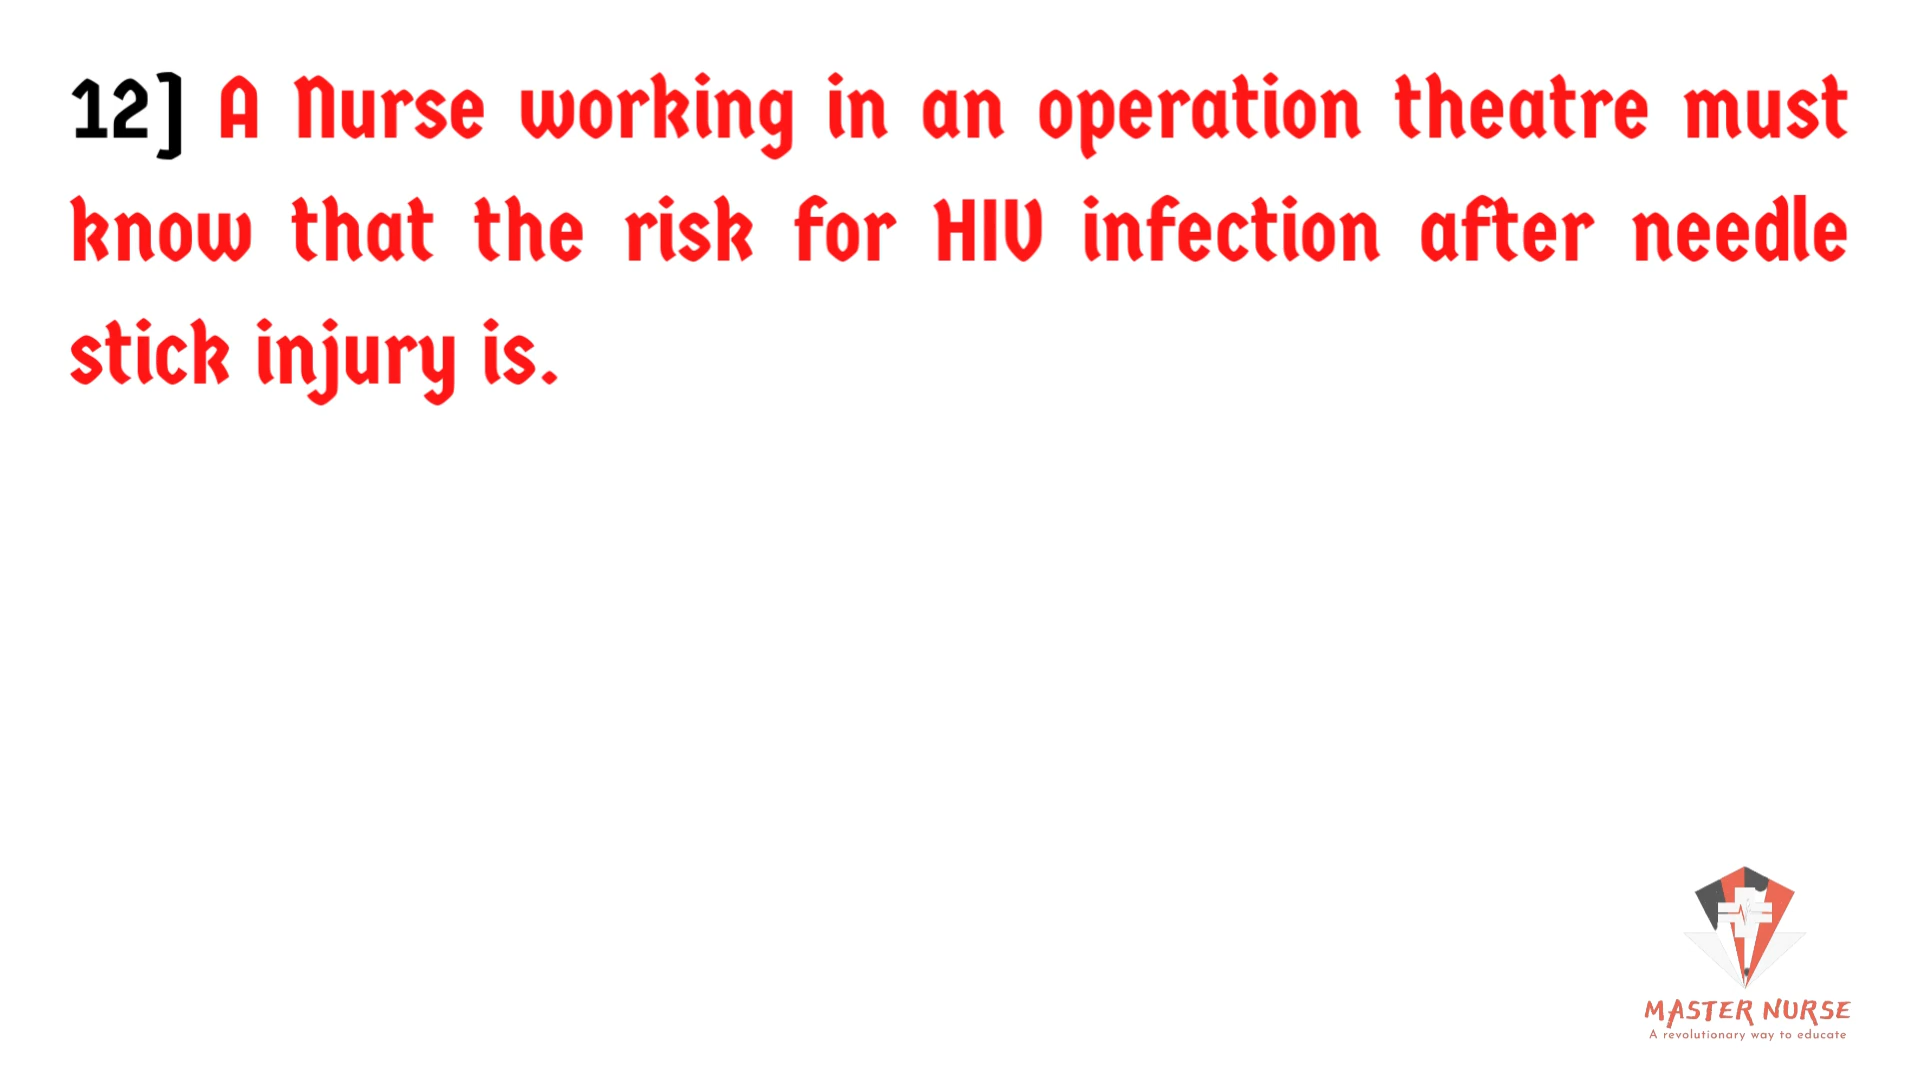 12] A Nurse working in an operation theatre must
know that the risk for HIV infection after needle
stick injury is.
MASTER NURSE
A revolutionary way to educate